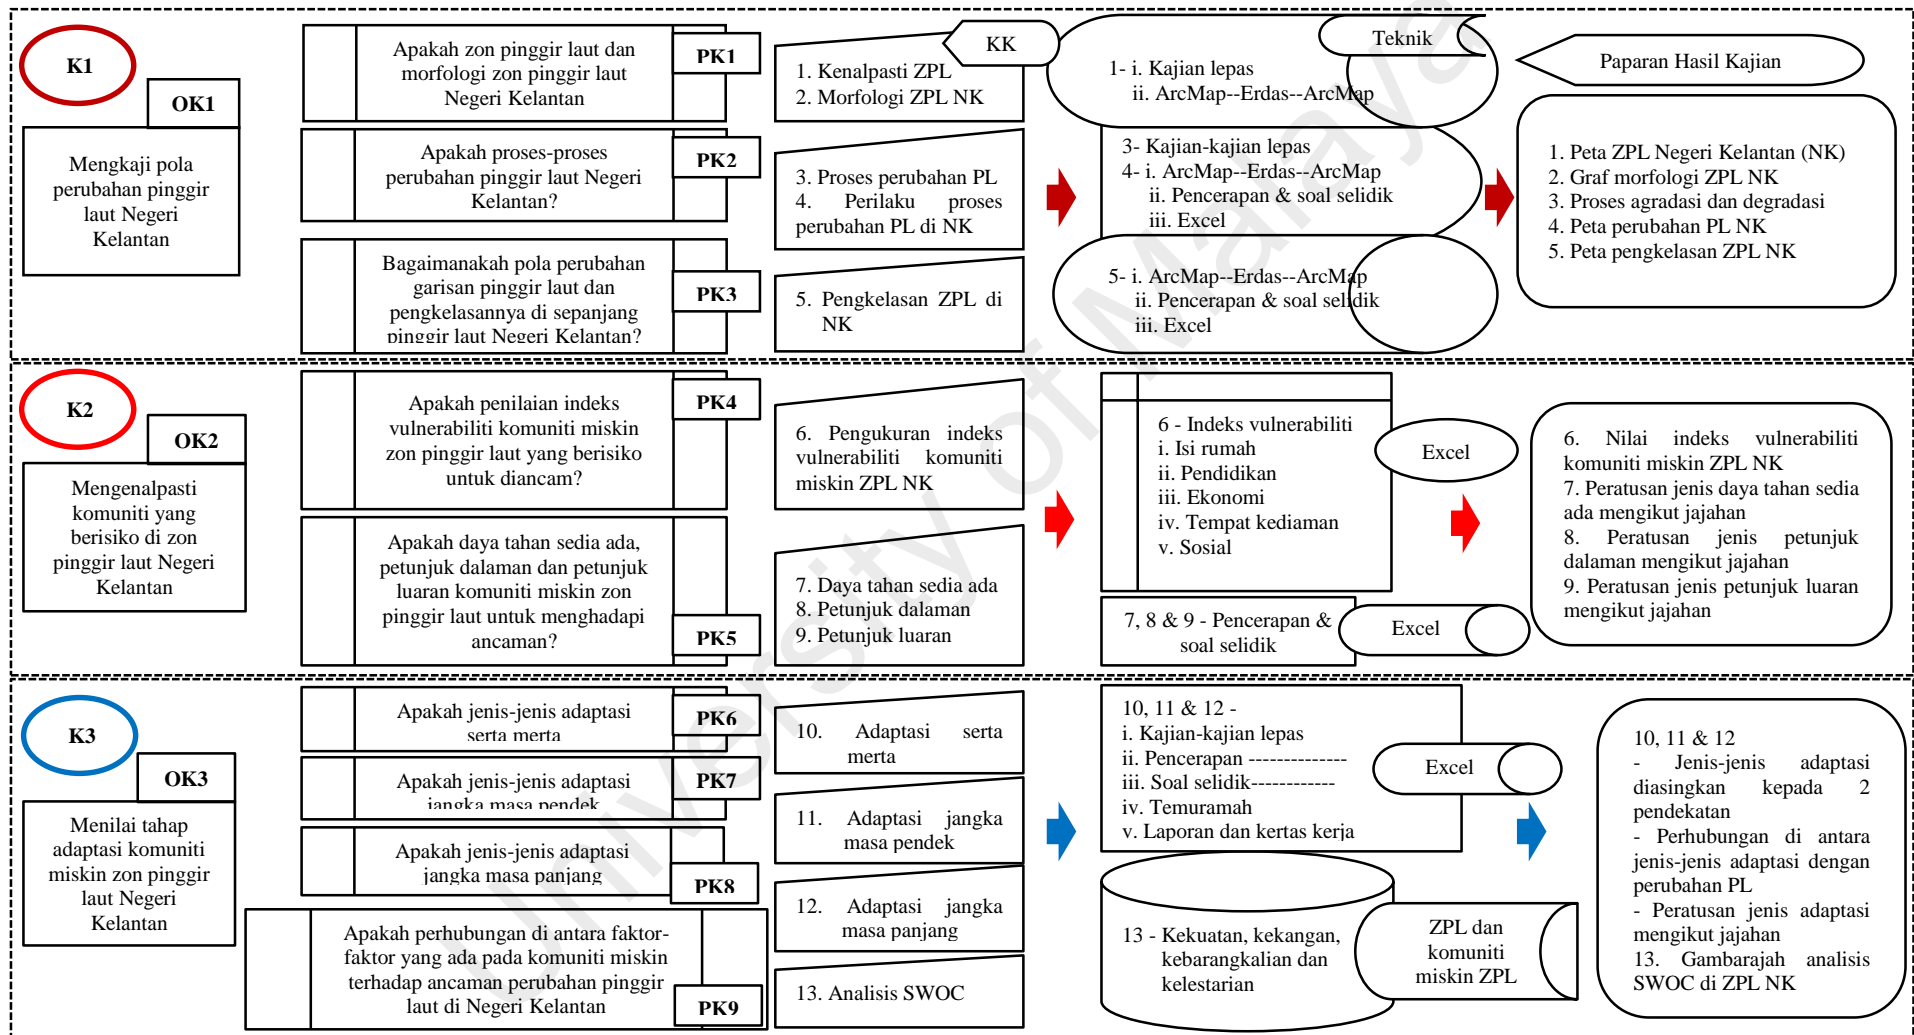 K1
OK1
Mengkaji pola
perubahan pinggir
laut Negeri
Kelantan
Apakah zon pinggir laut dan
morfologi zon pinggir laut
Negeri Kelantan
PK1
Apakah proses-proses
perubahan pinggir laut Negeri
Kelantan?
PK2
Bagaimanakah pola perubahan
garisan pinggir laut dan
pengkelasannya di sepanjang
pinggir laut Negeri Kelantan?
PK3
KK
1. Kenalpasti ZPL
2. Morfologi ZPL NK
3. Proses perubahan PL
4. Perilaku proses
perubahan PL di NK
5. Pengkelasan ZPL di
NK
Teknik
1- i. Kajian lepas
ii. ArcMap--Erdas--ArcMap
3- Kajian-kajian lepas
4- i. ArcMap--Erdas--ArcMap
ii. Pencerapan & soal selidik
iii. Excel
5- i. ArcMap--Erdas--ArcMap
ii. Pencerapan & soal selidik
iii. Excel
Paparan Hasil Kajian
1. Peta ZPL Negeri Kelantan (NK)
2. Graf morfologi ZPL NK
3. Proses agradasi dan degradasi
4. Peta perubahan PL NK
5. Peta pengkelasan ZPL NK
K2
OK2
Mengenalpasti
komuniti yang
berisiko di zon
pinggir laut Negeri
Kelantan
Apakah penilaian indeks
vulnerabiliti komuniti miskin
zon pinggir laut yang berisiko
untuk diancam?
PK4
Apakah daya tahan sedia ada,
petunjuk dalaman dan petunjuk
luaran komuniti miskin zon
pinggir laut untuk menghadapi
ancaman?
PK5
6. Pengukuran indeks
vulnerabiliti komuniti
miskin ZPL NK
7. Daya tahan sedia ada
8. Petunjuk dalaman
9. Petunjuk luaran
6 - Indeks vulnerabiliti
i. Isi rumah
ii. Pendidikan
iii. Ekonomi
iv. Tempat kediaman
v. Sosial
Excel
7, 8 & 9 - Pencerapan &
soal selidik
Excel
6. Nilai indeks vulnerabiliti
komuniti miskin ZPL NK
7. Peratusan jenis daya tahan sedia
ada mengikut jajahan
8. Peratusan jenis petunjuk
dalaman mengikut jajahan
9. Peratusan jenis petunjuk luaran
mengikut jajahan
K3
OK3
Menilai tahap
adaptasi komuniti
miskin zon pinggir
laut Negeri
Kelantan
Apakah jenis-jenis adaptasi
serta merta
PK6
Apakah jenis-jenis adaptasi
jangka masa pendek
PK7
Apakah jenis-jenis adaptasi
jangka masa panjang
PK8
Apakah perhubungan di antara faktor-
faktor yang ada pada komuniti miskin
terhadap ancaman perubahan pinggir
laut di Negeri Kelantan
PK9
10. Adaptasi serta
merta
11. Adaptasi jangka
masa pendek
12. Adaptasi jangka
masa panjang
13. Analisis SWOC
10, 11 & 12 -
i. Kajian-kajian lepas
ii. Pencerapan --------------
iii. Soal selidik------------
iv. Temuramah
v. Laporan dan kertas kerja
Excel
13 - Kekuatan, kekangan,
kebarangkalian dan
kelestarian
ZPL dan
komuniti
miskin ZPL
10, 11 & 12
- Jenis-jenis adaptasi
diasingkan kepada 2
pendekatan
- Perhubungan di antara
jenis-jenis adaptasi dengan
perubahan PL
- Peratusan jenis adaptasi
mengikut jajahan
13. Gambarajah analisis
SWOC di ZPL NK
University of Malaya